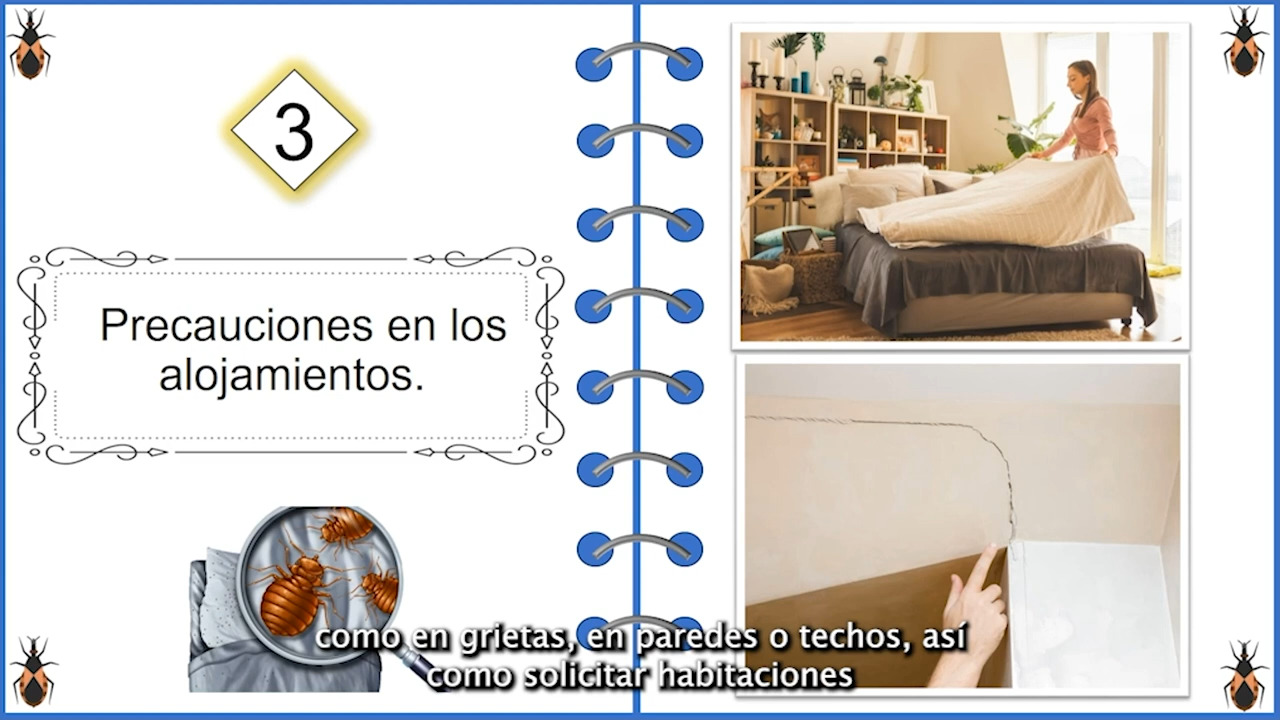 3
Precauciones en los
alojamientos.
como en grietas, en paredes o techos, así
como solicitar habitaciones